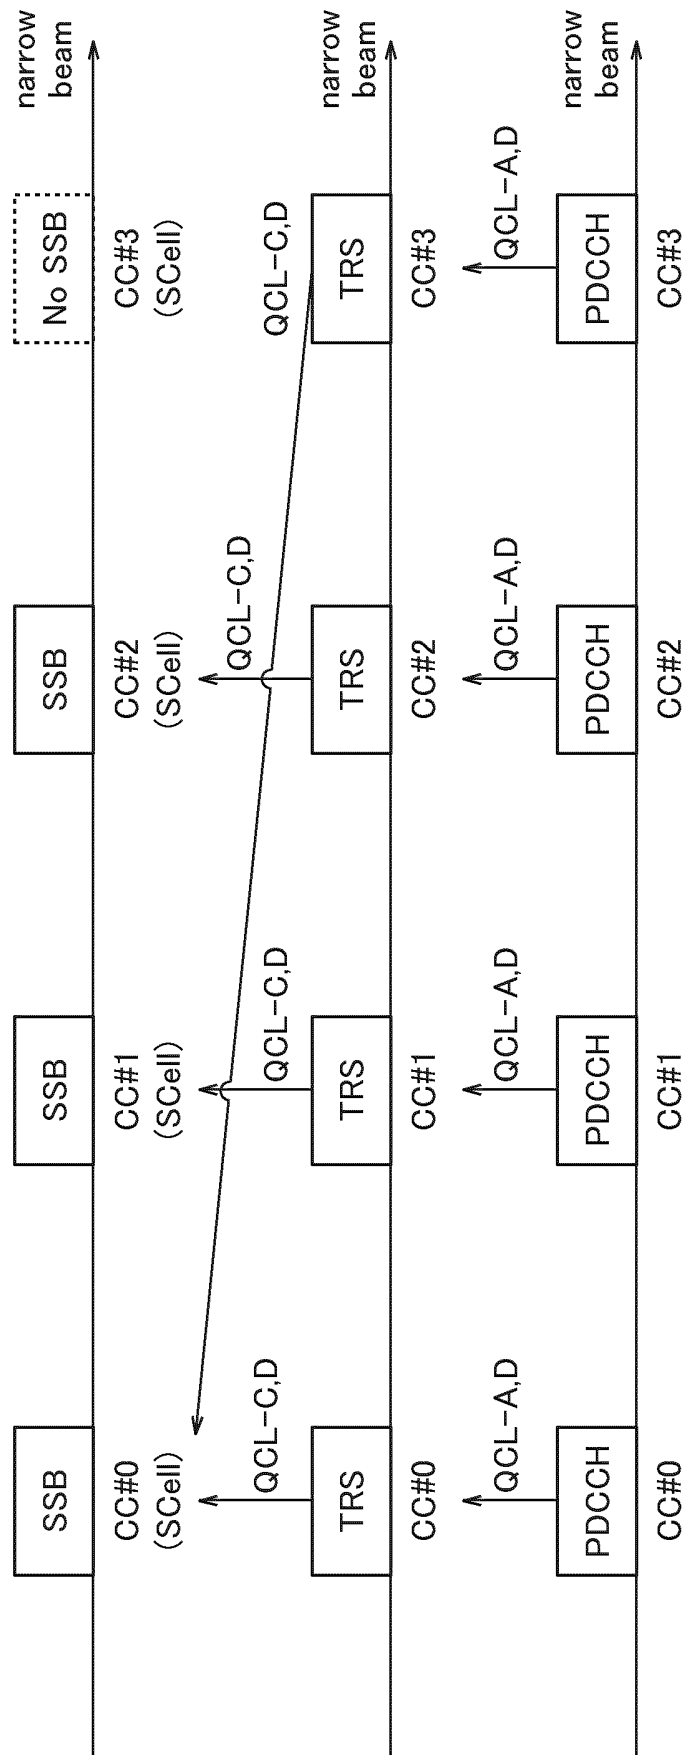 SSB
SSB
SSB
No SSB
narrow
beam
CC#0
(SCell)
CC#1
(SCell)
CC#2
(SCell)
CC#3
(SCell)
QCL-C,D
QCL-C,D
QCL-C,D
QCL-C,D
TRS
TRS
TRS
TRS
narrow
beam
CC#0
CC#1
CC#2
CC#3
QCL-A,D
QCL-A,D
QCL-A,D
QCL-A,D
PDCCH
PDCCH
PDCCH
PDCCH
narrow
beam
CC#0
CC#1
CC#2
CC#3